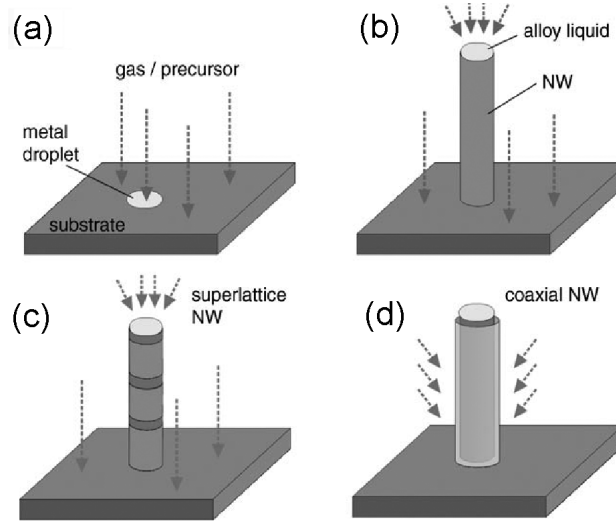 (a)
gas / precursor
metal
droplet
substrate
(b)
alloy liquid
NW
(c)
superlattice
NW
(d)
coaxial NW